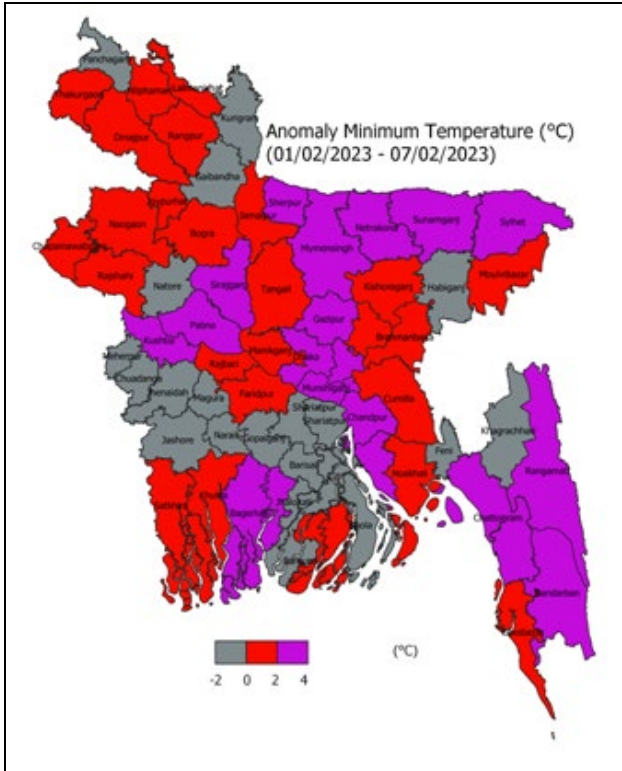 Panchagarh
Thakurgaon
Nilphamari
Lalmonirhat
Kurigram
Dinajpur
Rangpur
Anomaly Minimum Temperature (°C)
(01/02/2023 - 07/02/2023)
Gaibandha
Sherpur
Joypurhat
Jamalpur
Netrakona
Sunamganj
Sylhet
Naogaon
Bogra
Mymensingh
Chapainawabganj
Rajshahi
Natore
Sirajganj
Tangail
Kishoreganj
Habiganj
Moulvibazar
Pabna
Gazipur
Kushtia
Manikganj
Dhaka
Meherpur
Rajbari
Chuadanga
Munshiganj
Jhenaidah
Magura
Faridpur
Cumilla
Shariatpur
Shariatpur
Chandpur
Khagrachhari
Jashore
Narail
Gopalganj
Feni
Barisal
Noakhali
Rangamati
Satkhira
Khulna
Bagerhat
Bhola
Chattogram
Bandarban
(°C)
-2 0 2 4